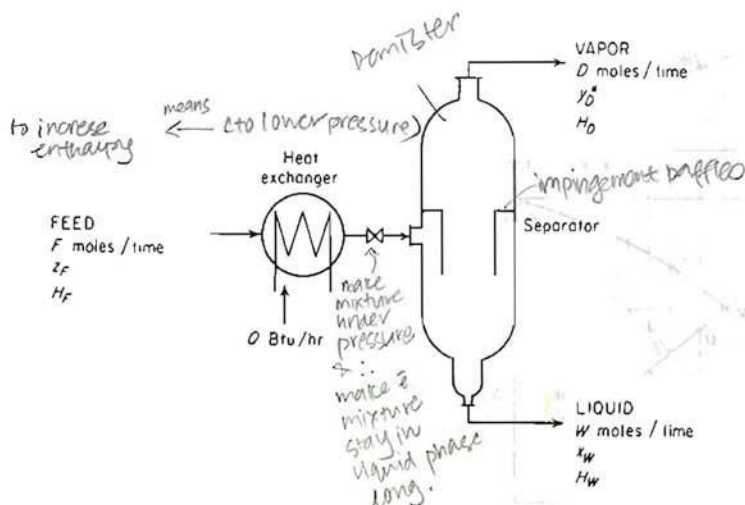 Demister
VAPOR
D moles / time
y_D*
H_D
to increse
enthalpy
means
(to lower pressure)
Heat
exchanger
impingement baffles
Separator
FEED
F moles / time
z_F
H_F
Q Btu/hr
make
mixture
under
pressure
& ∴
make ē
mixture
stay in
liquid phase
long.
LIQUID
W moles / time
x_W
H_W